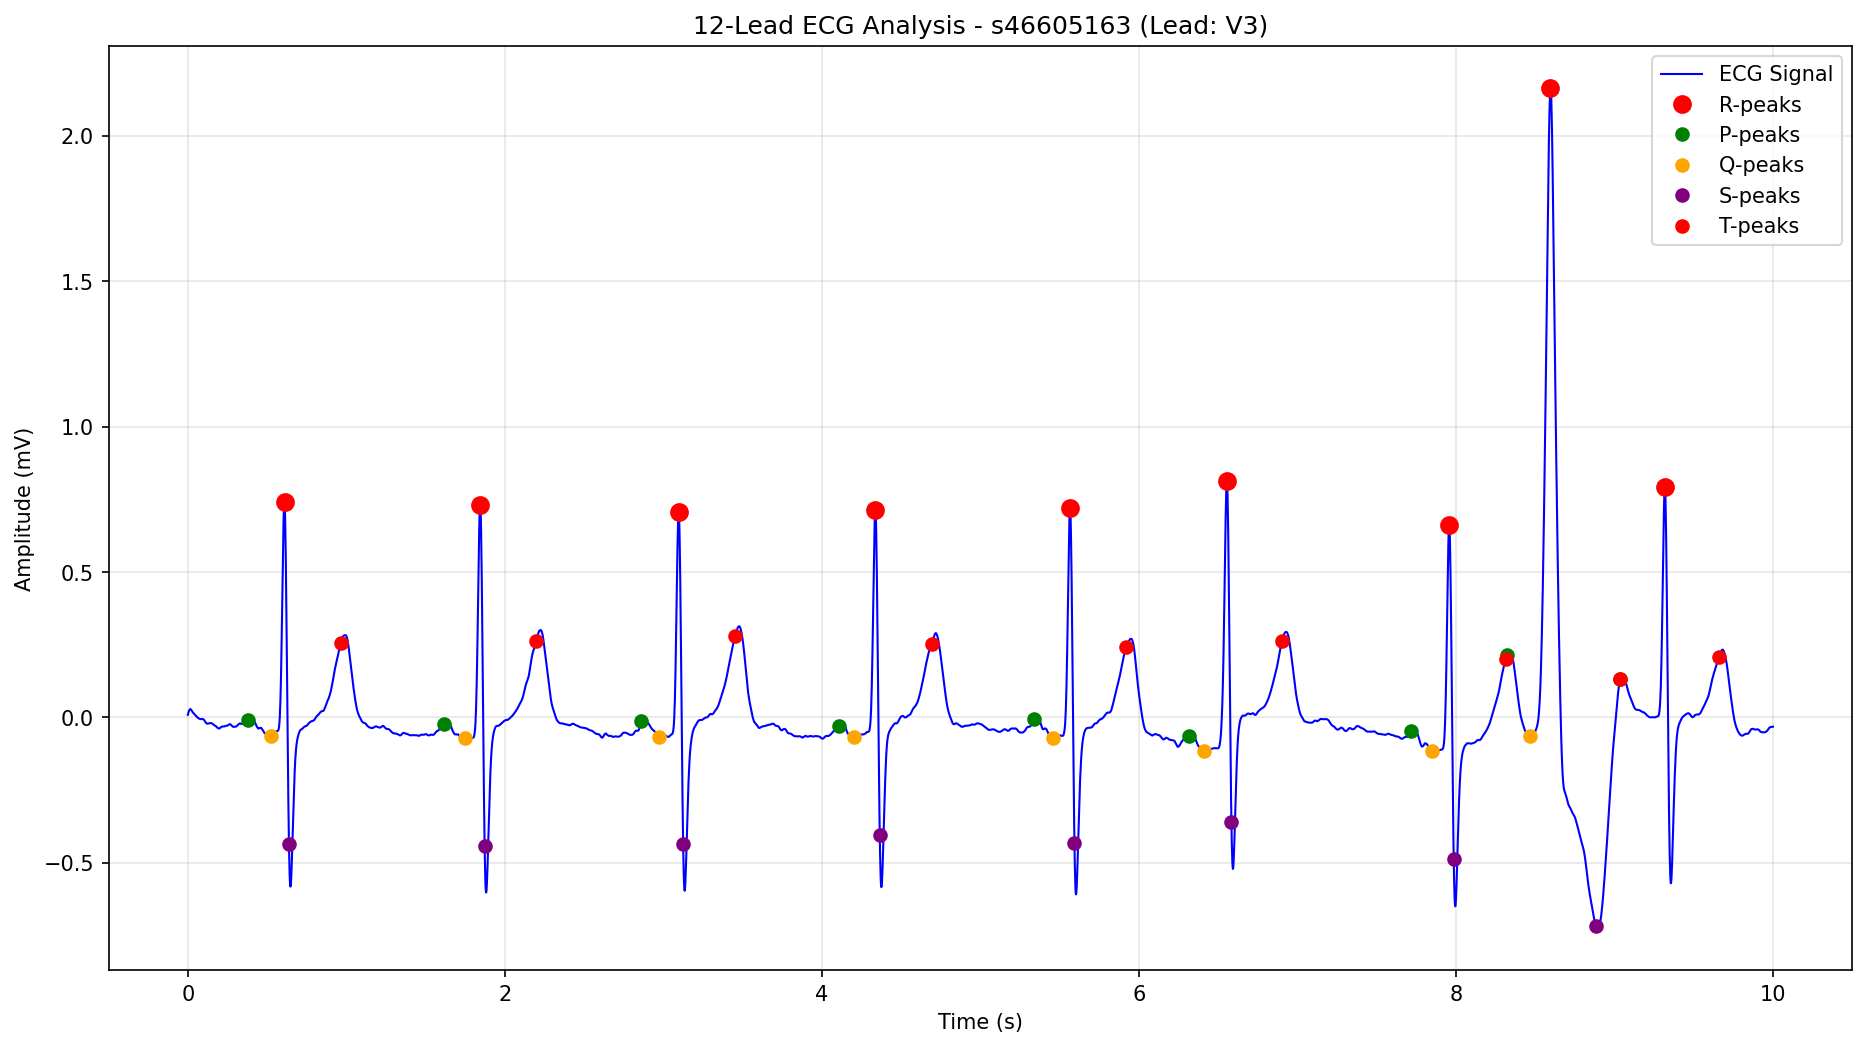 12-Lead ECG Analysis - s46605163 (Lead: V3)
ECG Signal
R-peaks
P-peaks
Q-peaks
S-peaks
T-peaks
Amplitude (mV)
2.0
1.5
1.0
0.5
0.0
−0.5
0 2 4 6 8 10
Time (s)